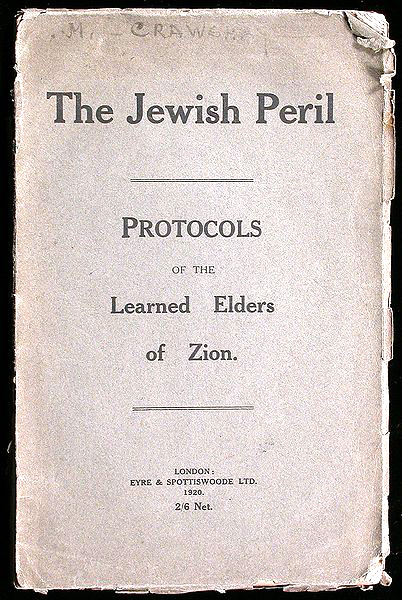 The Jewish Peril
PROTOCOLS
OF THE
Learned Elders
of Zion.
LONDON:
EYRE & SPOTTISWOODE LTD.
1920.
2/6 Net.